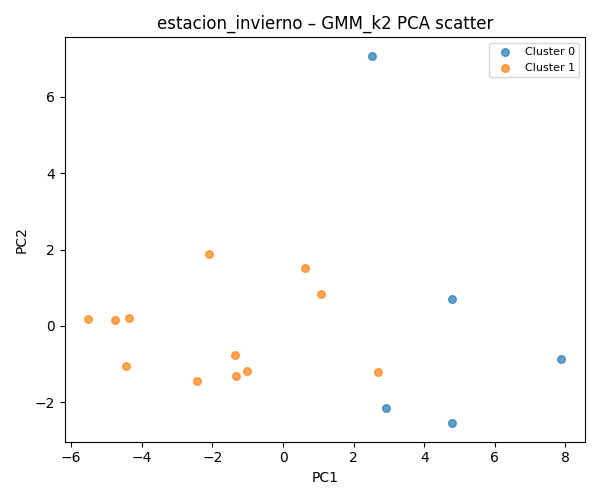 estacion_invierno – GMM_k2 PCA scatter
Cluster 0
Cluster 1
PC2
6
4
2
0
−2
−6 −4 −2 0 2 4 6 8
PC1